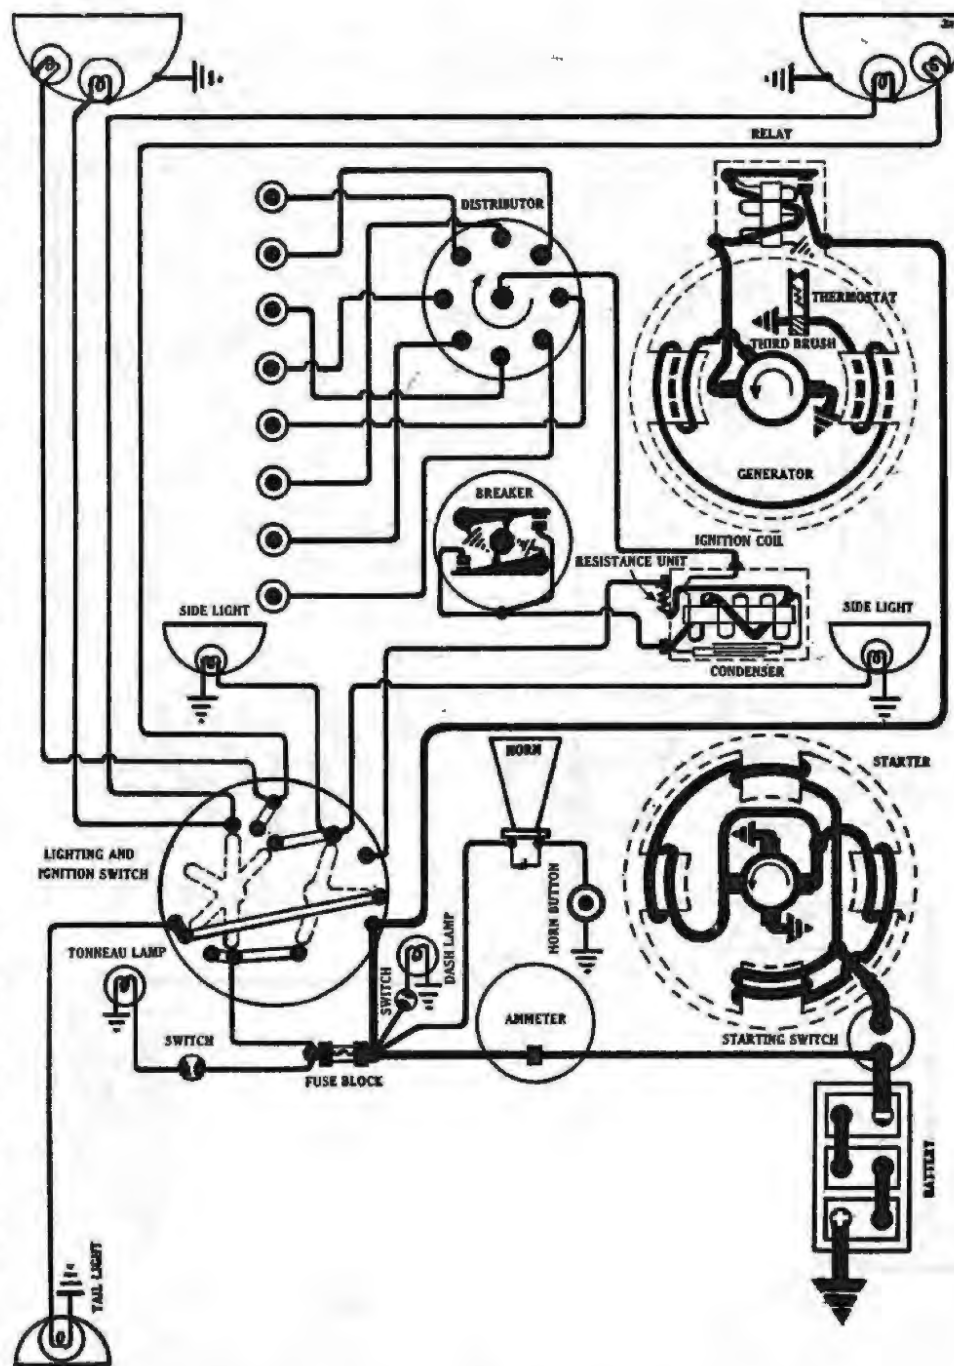 RELAY
DISTRIBUTOR
THERMOSTAT
THIRD BRUSH
GENERATOR
BREAKER
IGNITION COIL
RESISTANCE UNIT
SIDE LIGHT
SIDE LIGHT
CONDENSER
HORN
STARTER
LIGHTING AND
IGNITION SWITCH
HORN BUTTON
DASH LAMP
TONNEAU LAMP
SWITCH
AMMETER
SWITCH
STARTING SWITCH
FUSE BLOCK
BATTERY
TAIL LIGHT